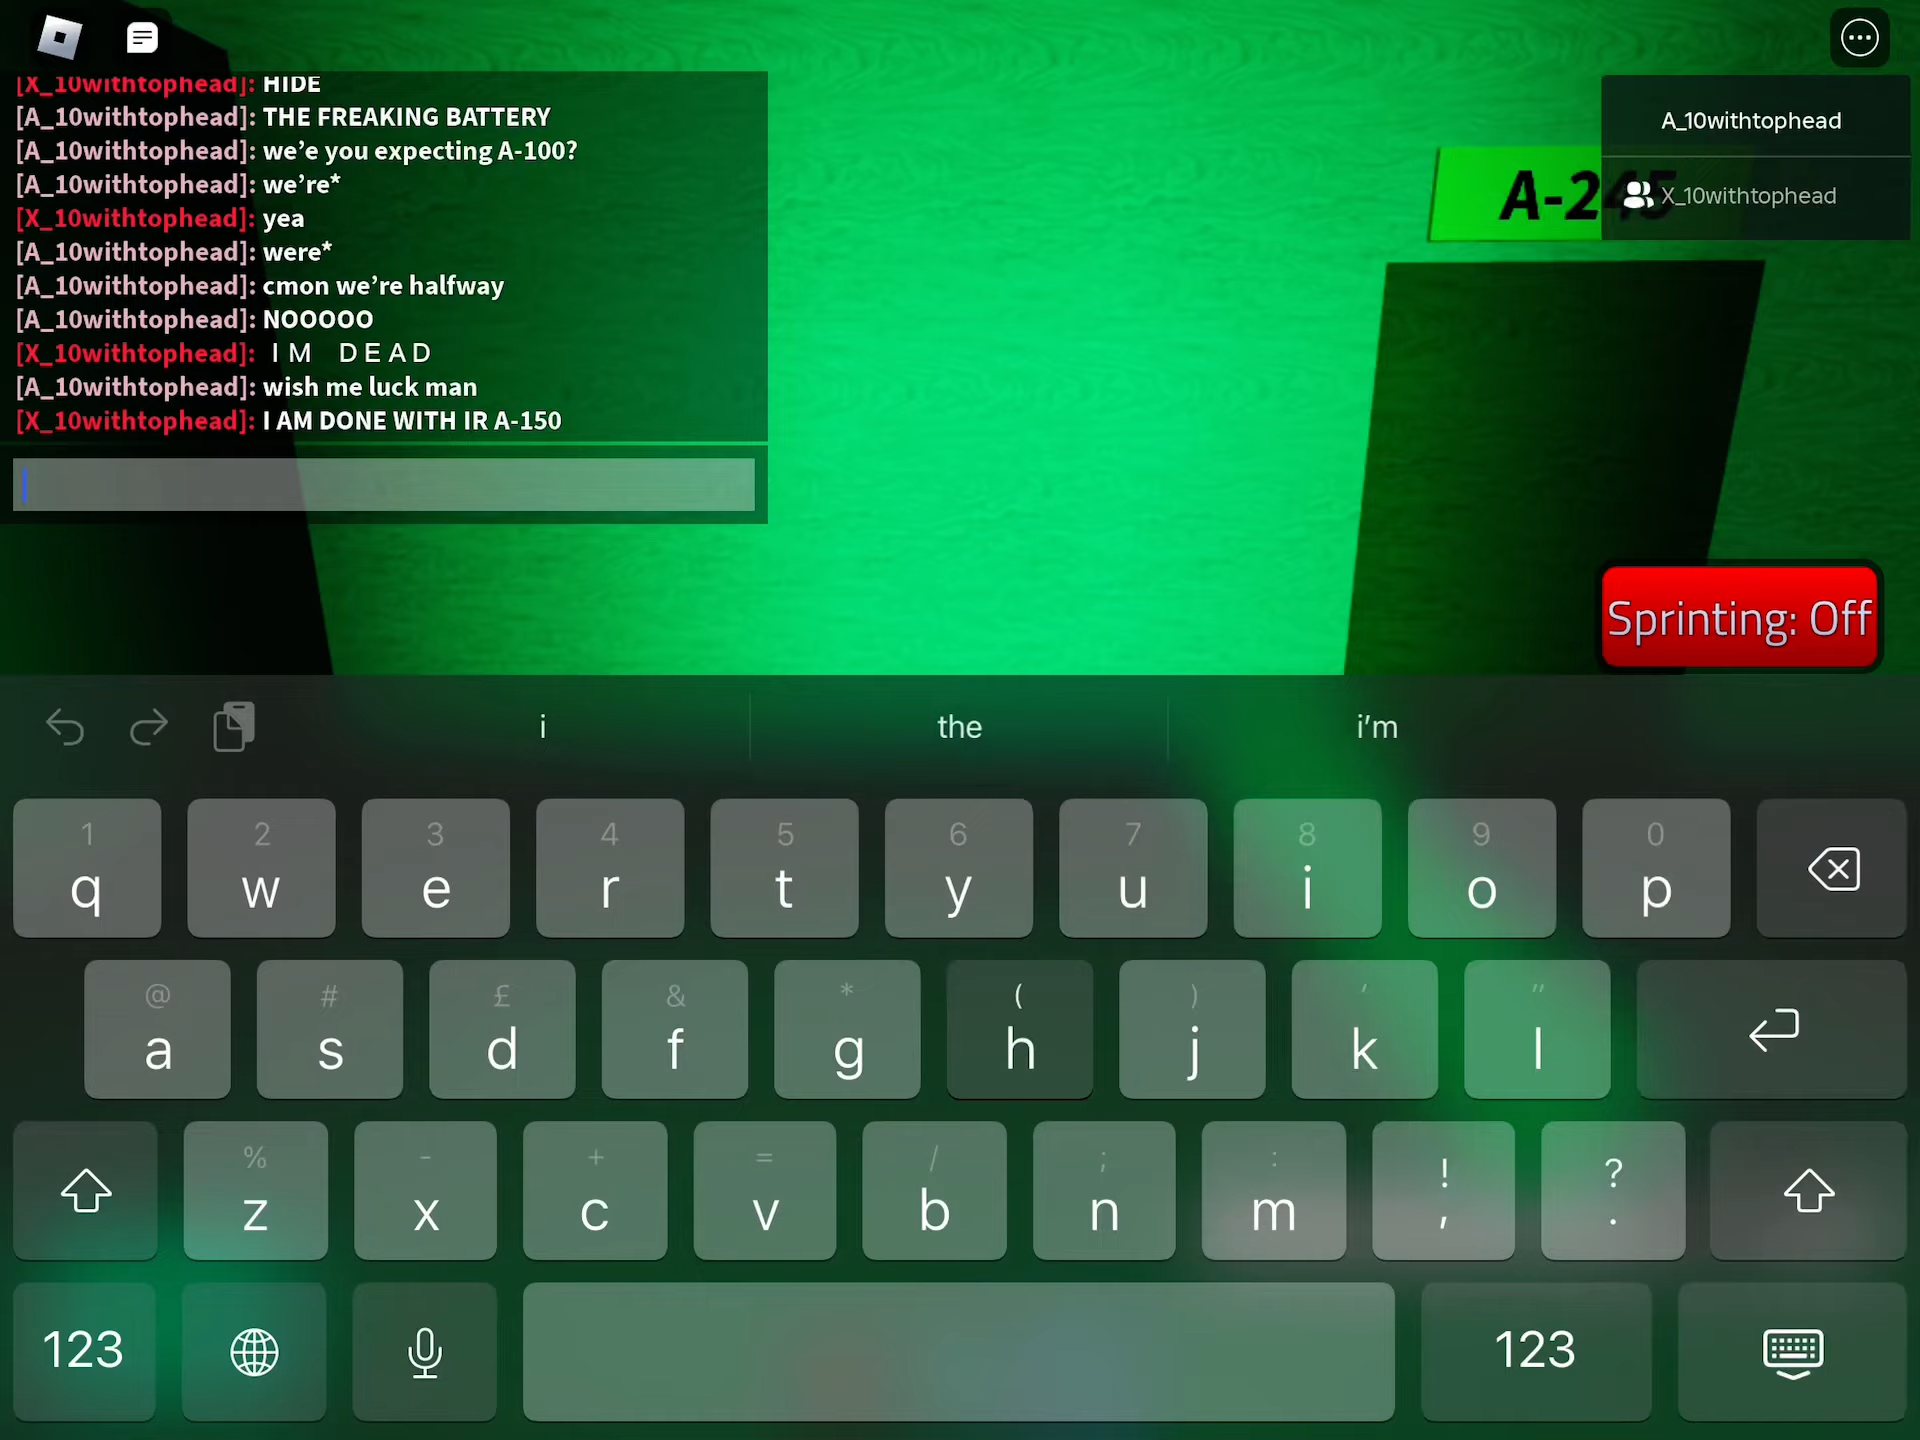 [X_10withtophead]: HIDE
[A_10withtophead]: THE FREAKING BATTERY
[A_10withtophead]: we’e you expecting A-100?
[A_10withtophead]: we’re*
[X_10withtophead]: yea
[A_10withtophead]: were*
[A_10withtophead]: cmon we’re halfway
[A_10withtophead]: NOOOOO
[X_10withtophead]: I M   D E A D
[A_10withtophead]: wish me luck man
[X_10withtophead]: I AM DONE WITH IR A-150
A_10withtophead
A-245
X_10withtophead
Sprinting: Off
i the i’m
1 2 3 4 5 6 7 8 9 0
q w e r t y u i o p
@ # £ & * ( ) ‘ “
a s d f g h j k l
% - + = / ; : ! ?
z x c v b n m , .
123 123